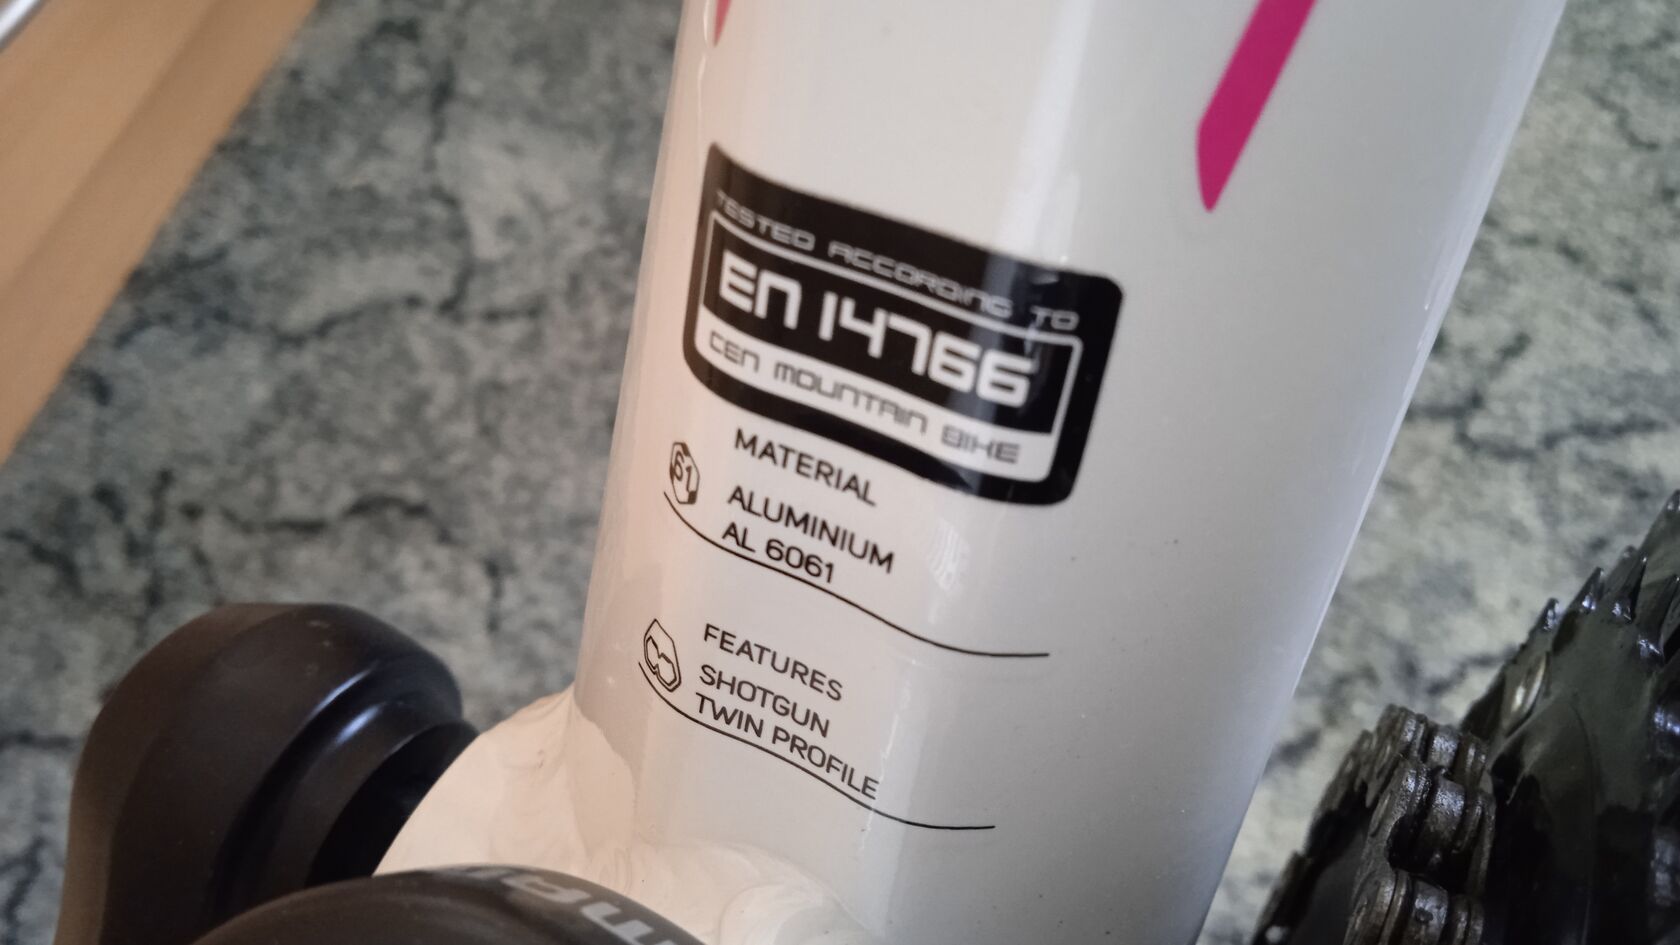 TESTED ACCORDING TO
EN 14766
CEN MOUNTAIN BIKE
MATERIAL
61
ALUMINIUM
AL 6061
FEATURES
SHOTGUN
TWIN PROFILE